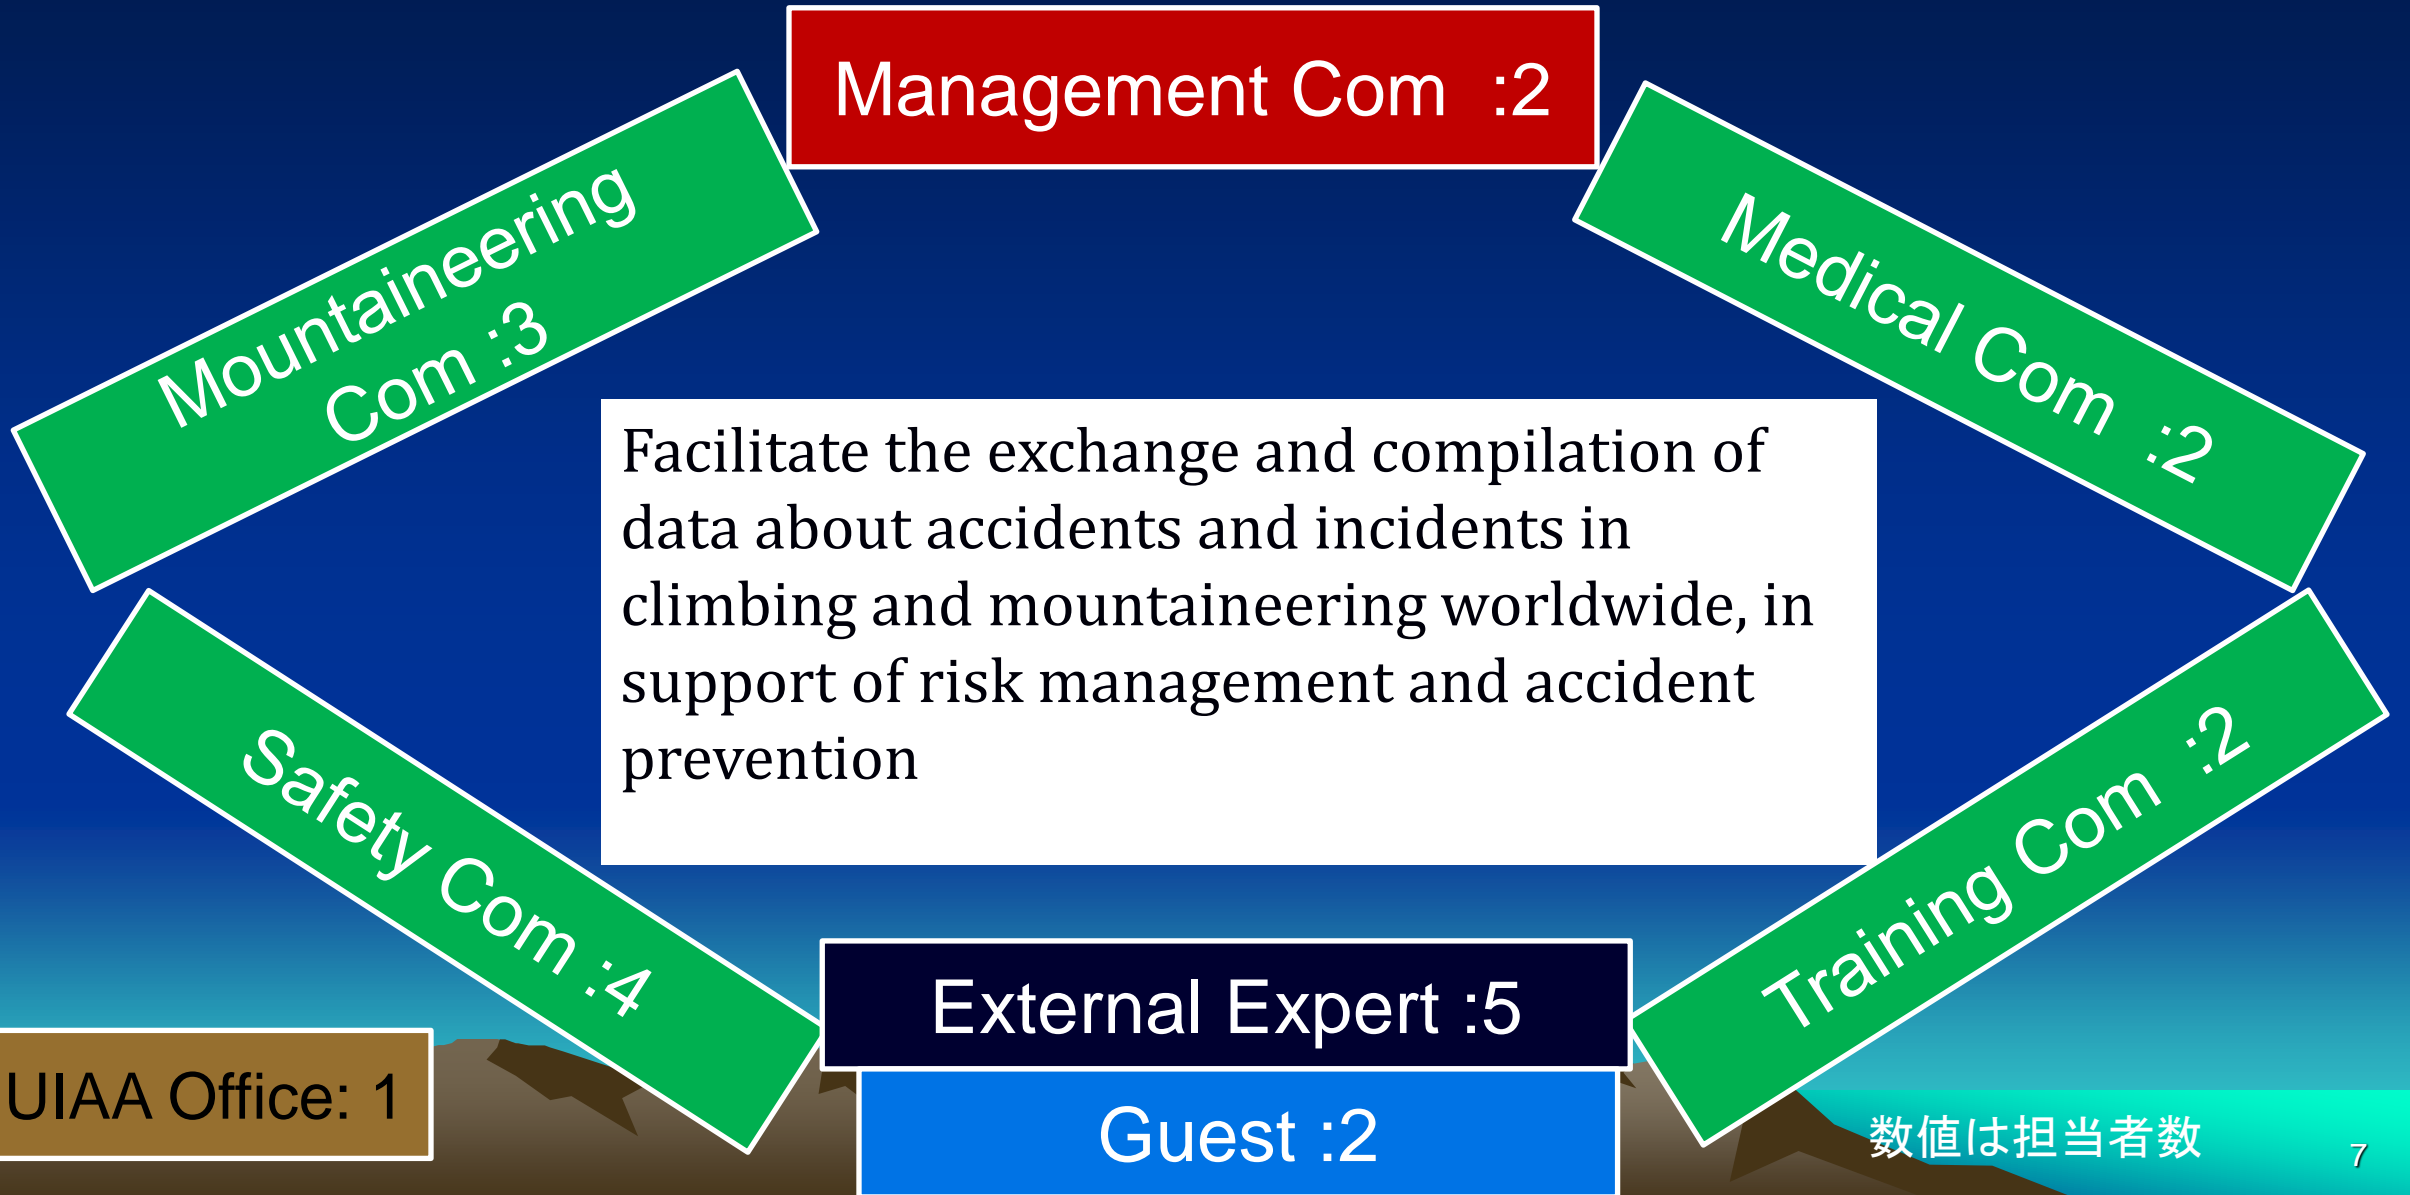 Management Com  :2
Mountaineering
Com :3
Medical Com  :2
Facilitate the exchange and compilation of
data about accidents and incidents in
climbing and mountaineering worldwide, in
support of risk management and accident
prevention
Safety Com :4
Training Com  :2
External Expert :5
UIAA Office: 1
Guest :2
数値は担当者数
7